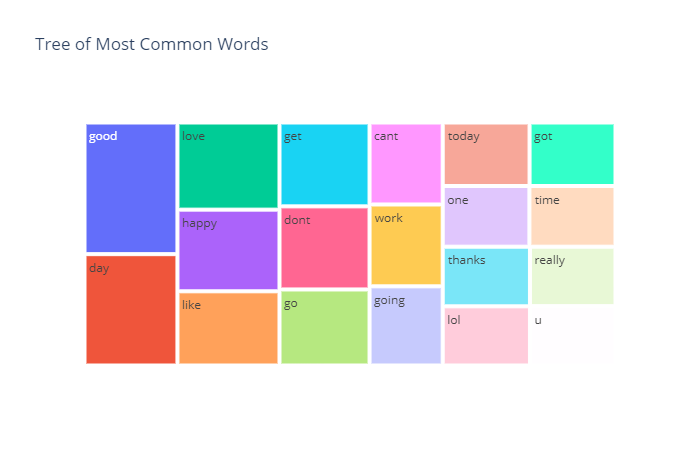 Tree of Most Common Words
good
day
love
happy
like
get
dont
go
cant
work
going
today
one
thanks
lol
got
time
really
u